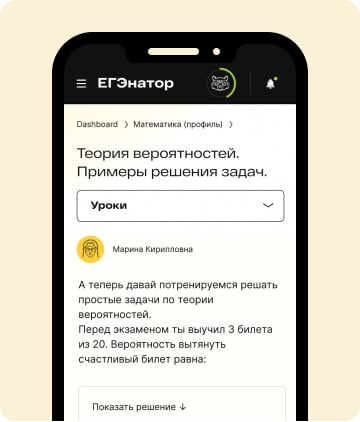 ЕГЭнатор
Dashboard > Математика (профиль) >
Теория вероятностей.
Примеры решения задач.
Уроки
Марина Кирилловна
А теперь давай потренируемся решать
простые задачи по теории
вероятностей.
Перед экзаменом ты выучил 3 билета
из 20. Вероятность вытянуть
счастливый билет равна:
Показать решение ↓